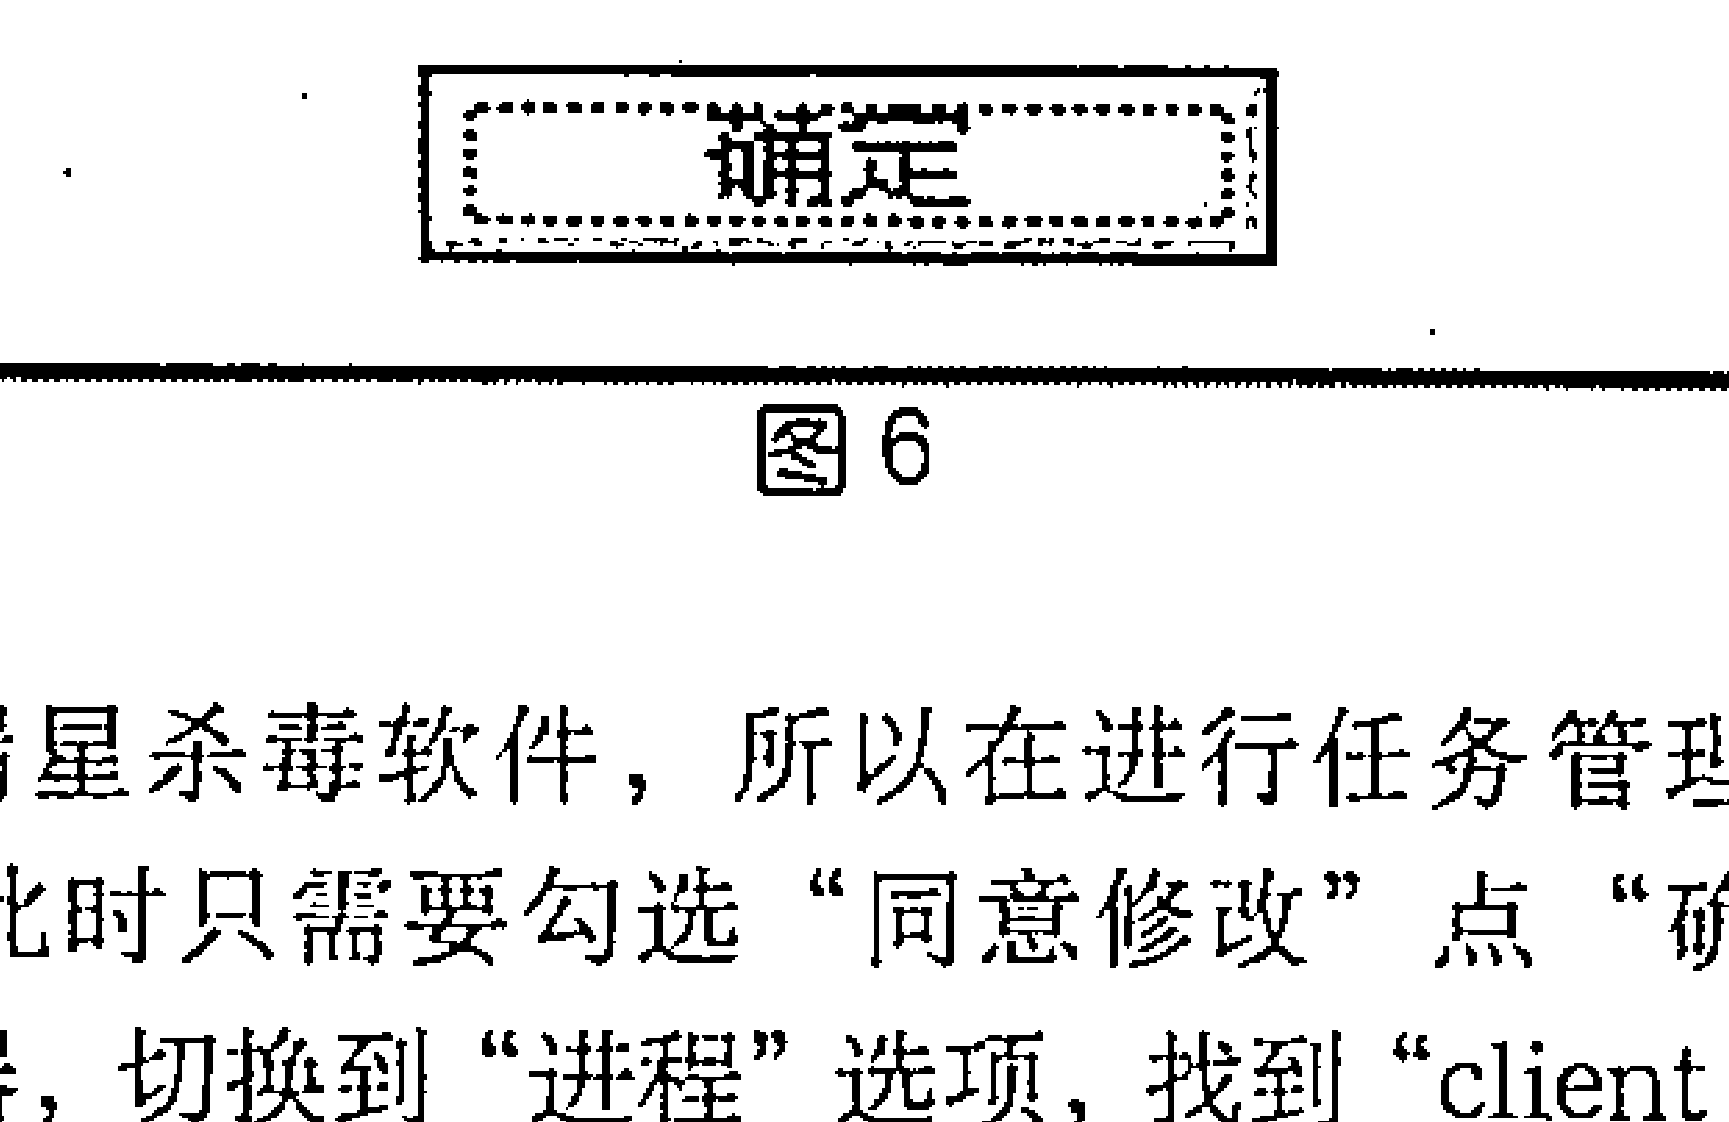 确定
图 6
星杀毒软件，所以在进行任务管理
此时只需要勾选“同意修改”点“确
，切换到“进程”选项，找到“client